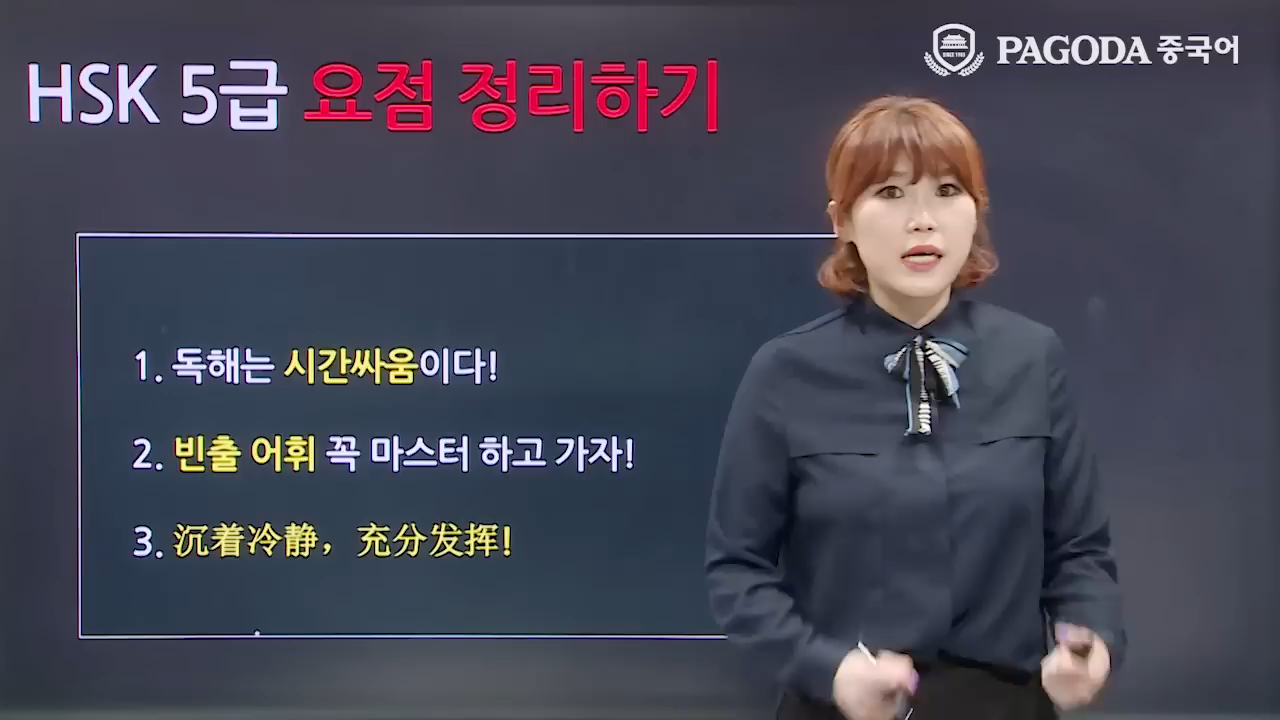 PAGODA 중국어
SINCE 1983
HSK 5급 요점 정리하기
1. 독해는 시간싸움이다!
2. 빈출 어휘 꼭 마스터 하고 가자!
3. 沉着冷静，充分发挥!